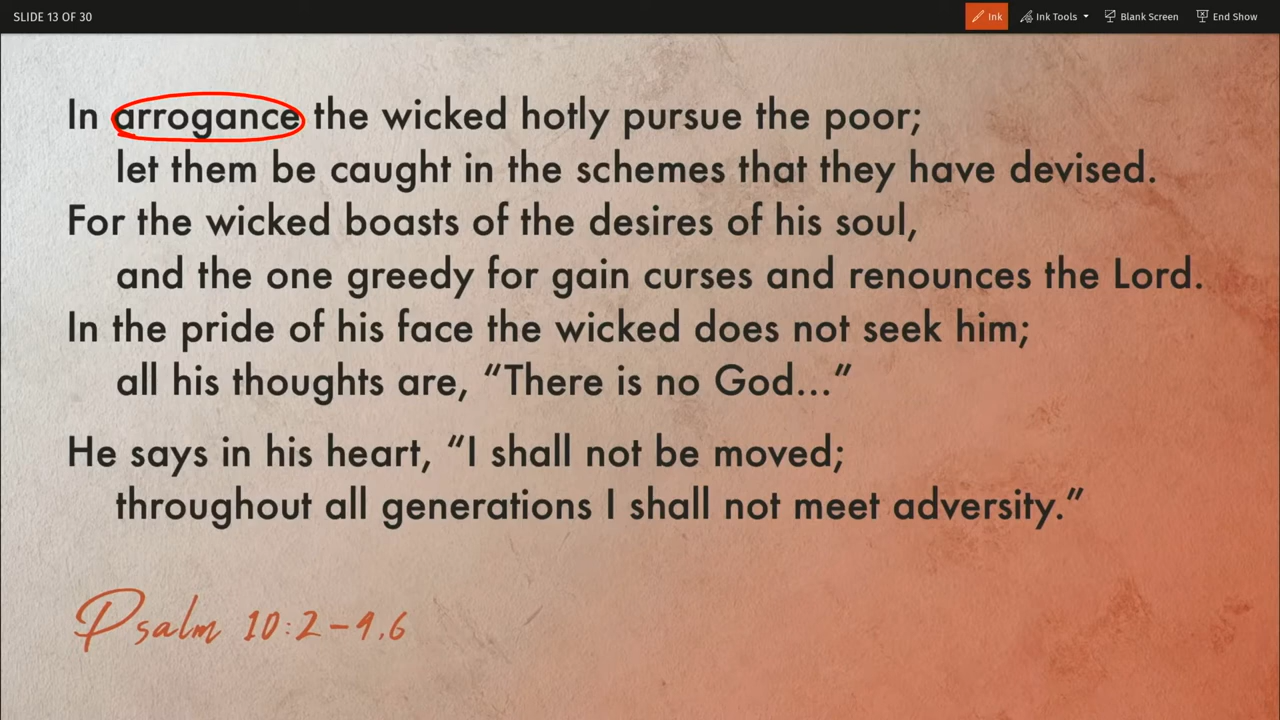 SLIDE 13 OF 30
Ink
Ink Tools
Blank Screen
End Show
In arrogance the wicked hotly pursue the poor;
let them be caught in the schemes that they have devised.
For the wicked boasts of the desires of his soul,
and the one greedy for gain curses and renounces the Lord.
In the pride of his face the wicked does not seek him;
all his thoughts are, “There is no God...”
He says in his heart, “I shall not be moved;
throughout all generations I shall not meet adversity.”
Psalm 10:2-4,6